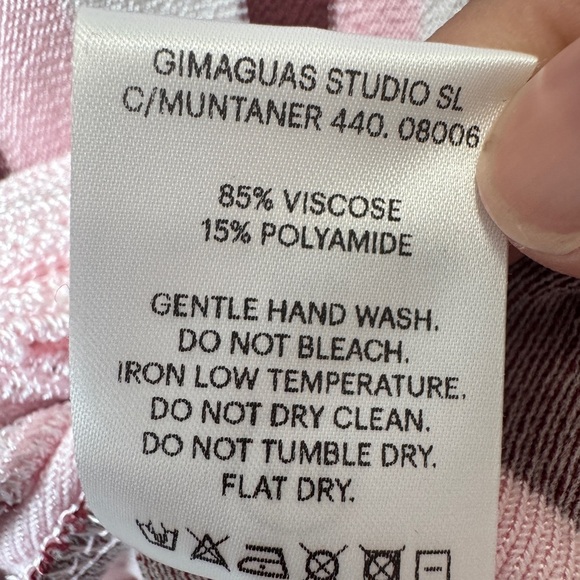 GIMAGUAS STUDIO SL
C/MUNTANER 440. 08006
85% VISCOSE
15% POLYAMIDE
GENTLE HAND WASH.
DO NOT BLEACH.
IRON LOW TEMPERATURE.
DO NOT DRY CLEAN.
DO NOT TUMBLE DRY.
FLAT DRY.